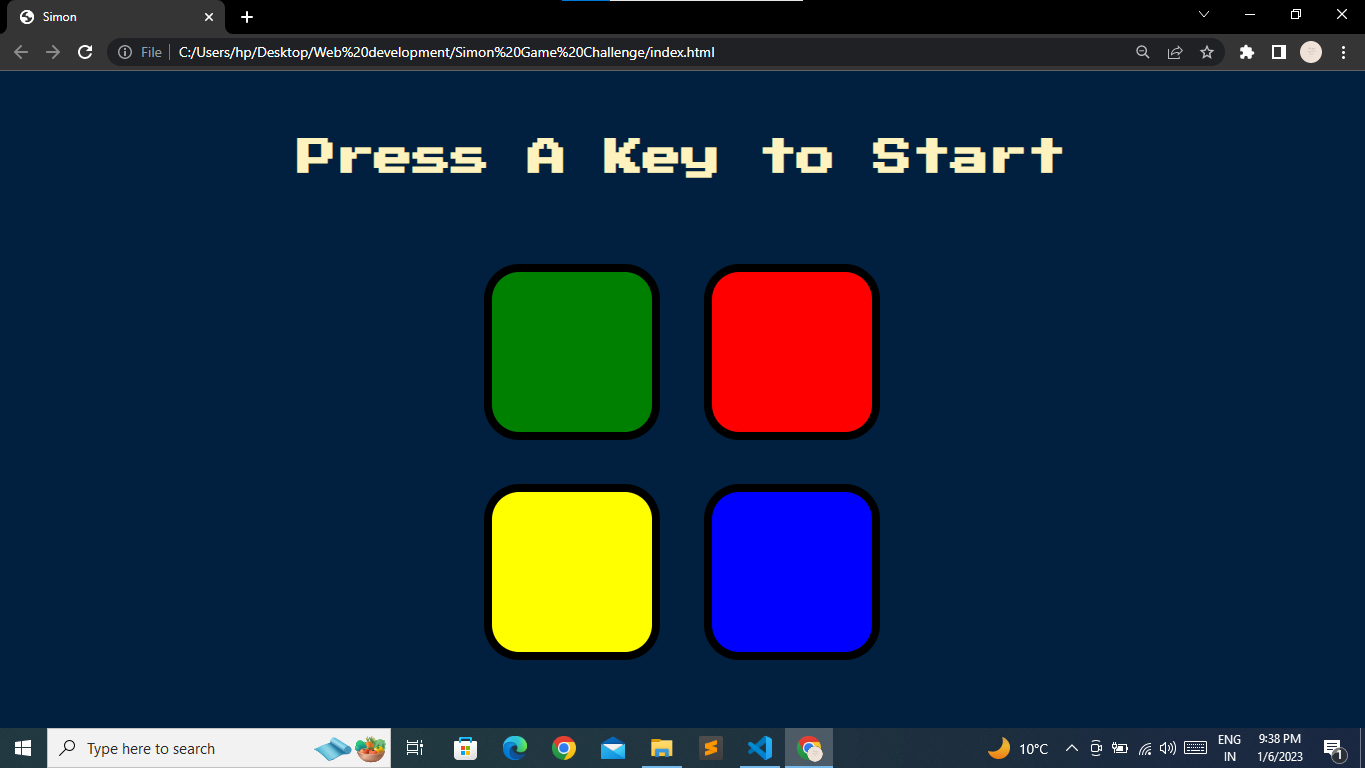 Simon
File
C:/Users/hp/Desktop/Web%20development/Simon%20Game%20Challenge/index.html
Press A Key to Start
Type here to search
10°C
ENG
IN
9:38 PM
1/6/2023
1